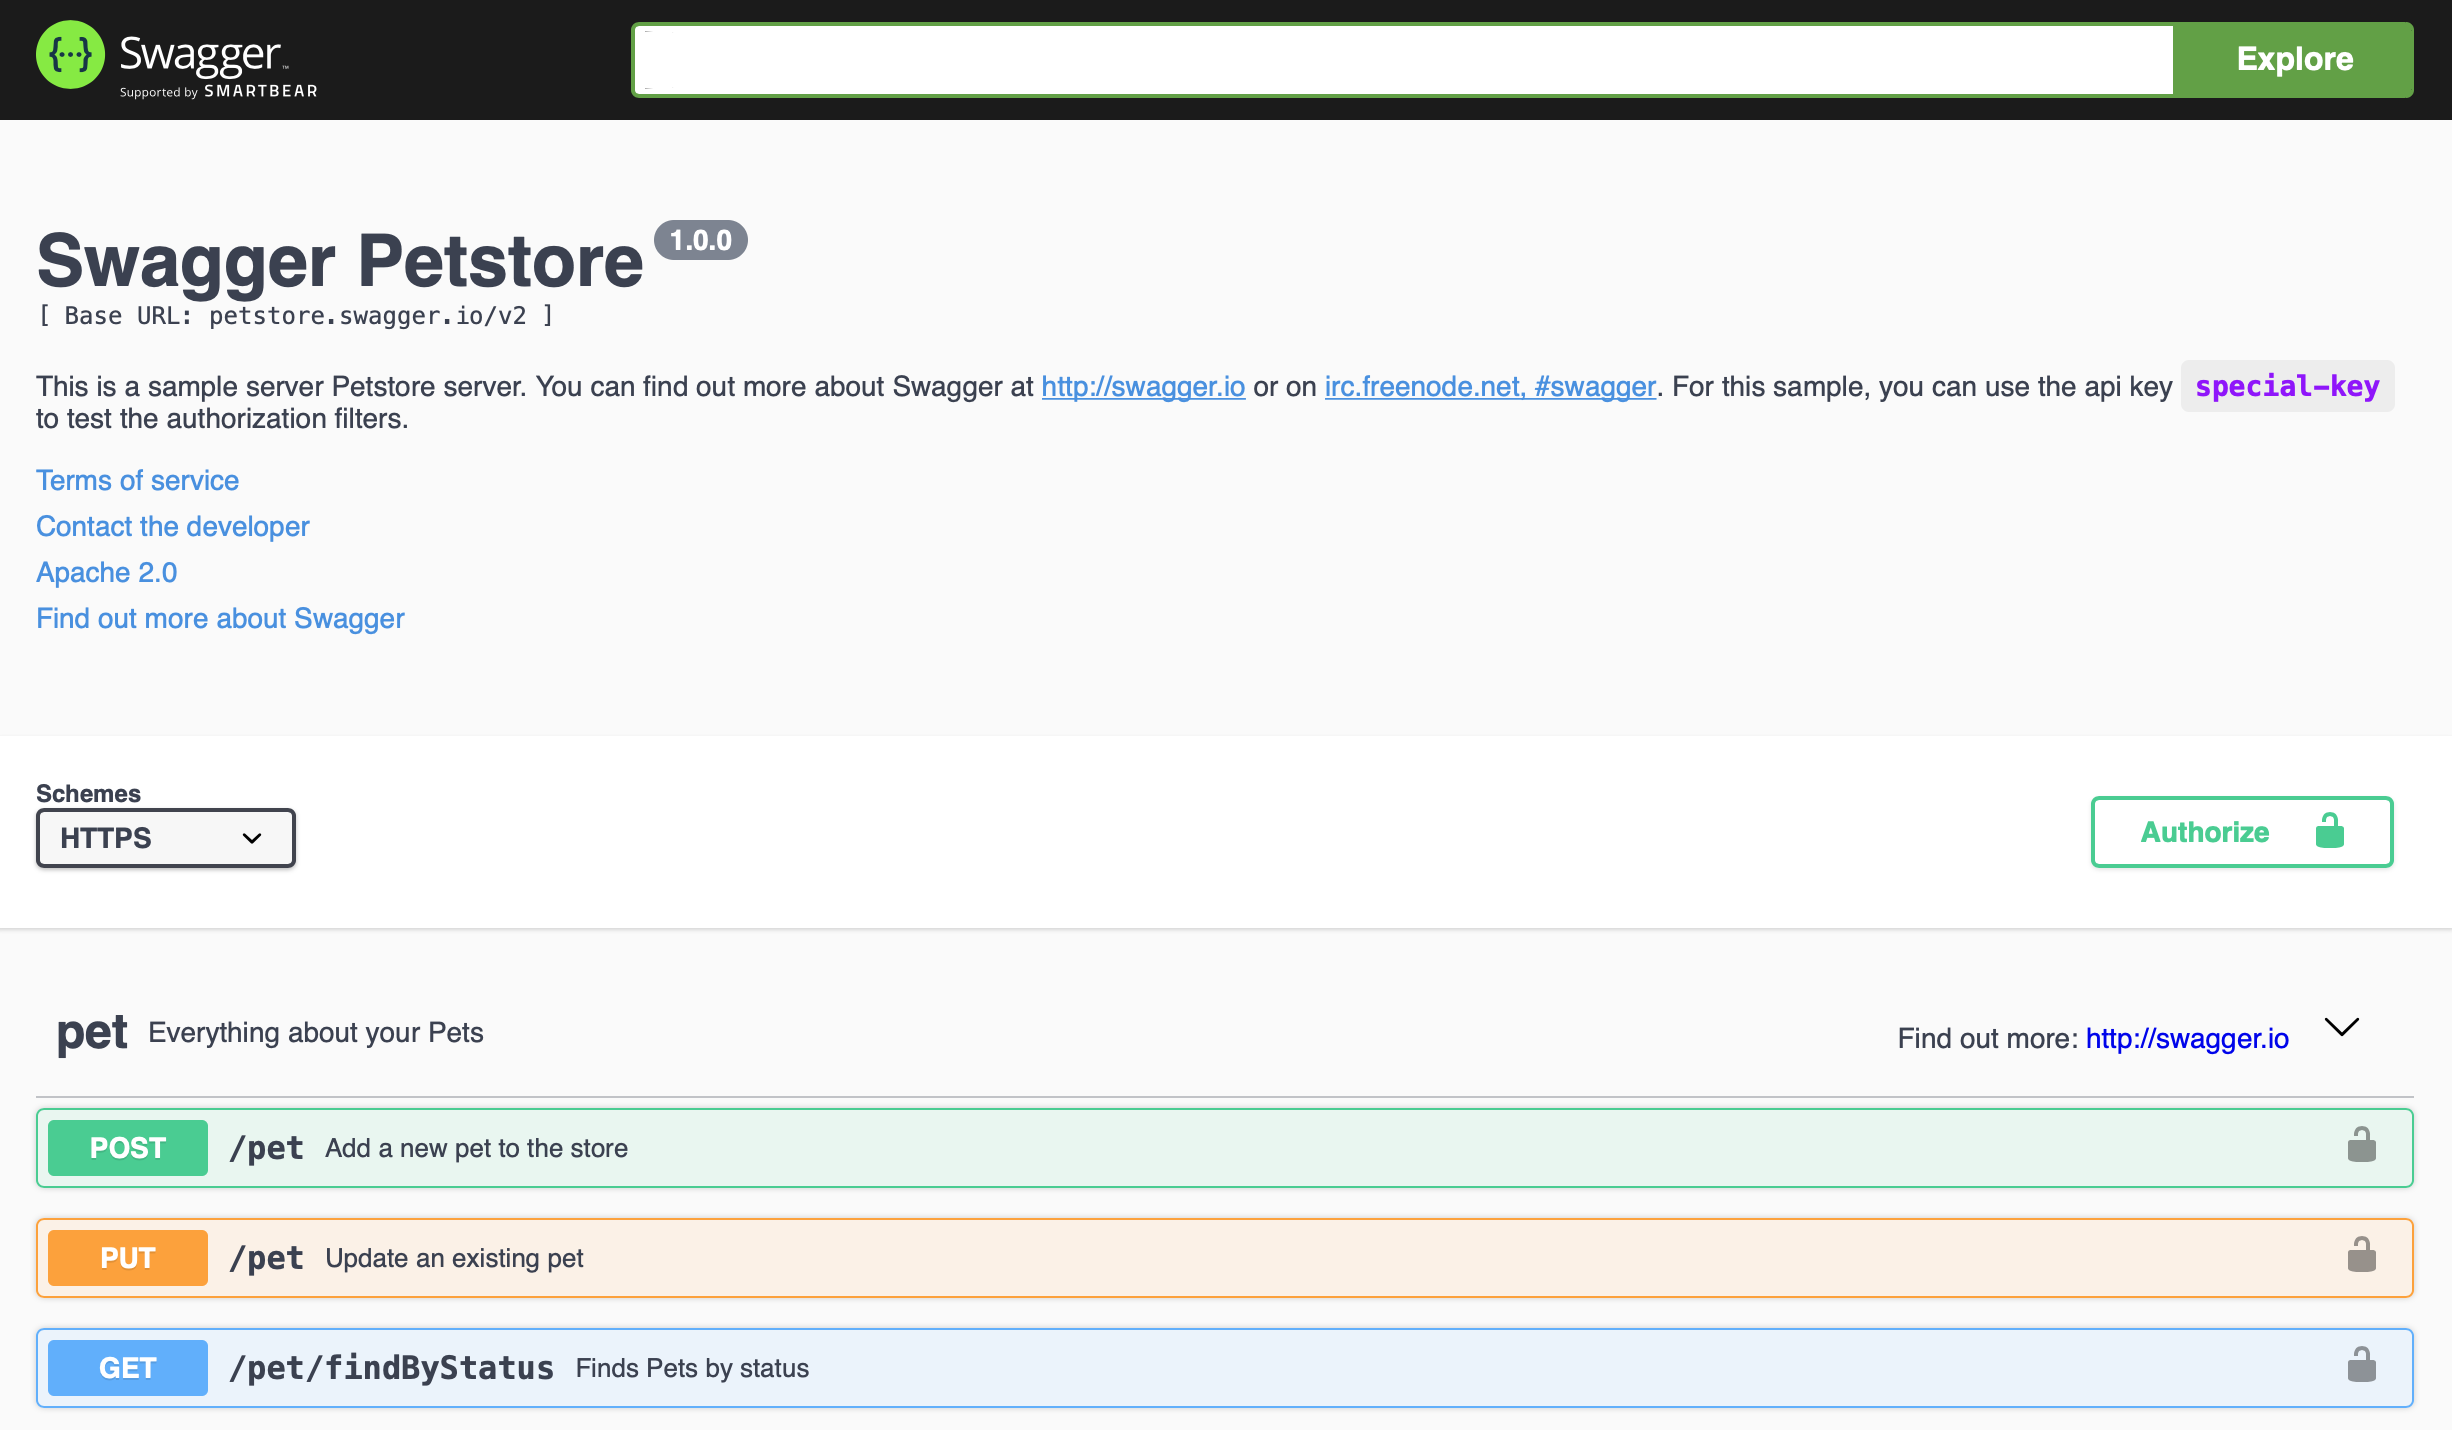 Swagger™
Supported by SMARTBEAR
Explore
Swagger Petstore 1.0.0
[ Base URL: petstore.swagger.io/v2 ]
This is a sample server Petstore server. You can find out more about Swagger at http://swagger.io or on irc.freenode.net, #swagger. For this sample, you can use the api key special-key
to test the authorization filters.
Terms of service
Contact the developer
Apache 2.0
Find out more about Swagger
Schemes
HTTPS
Authorize
pet Everything about your Pets
Find out more: http://swagger.io
POST /pet Add a new pet to the store
PUT /pet Update an existing pet
GET /pet/findByStatus Finds Pets by status